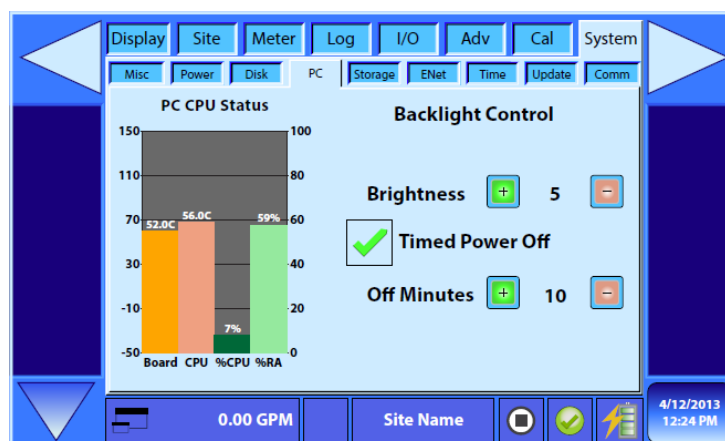 Display Site Meter Log I/O Adv Cal System
Misc Power Disk PC Storage ENet Time Update Comm
PC CPU Status
150 100
110 80
70 60
30 40
-10 20
-50 0
52.0C 56.0C 7% 59%
Board CPU %CPU %RA
Backlight Control
Brightness + 5 -
Timed Power Off
Off Minutes + 10 -
0.00 GPM Site Name
4/12/2013
12:24 PM